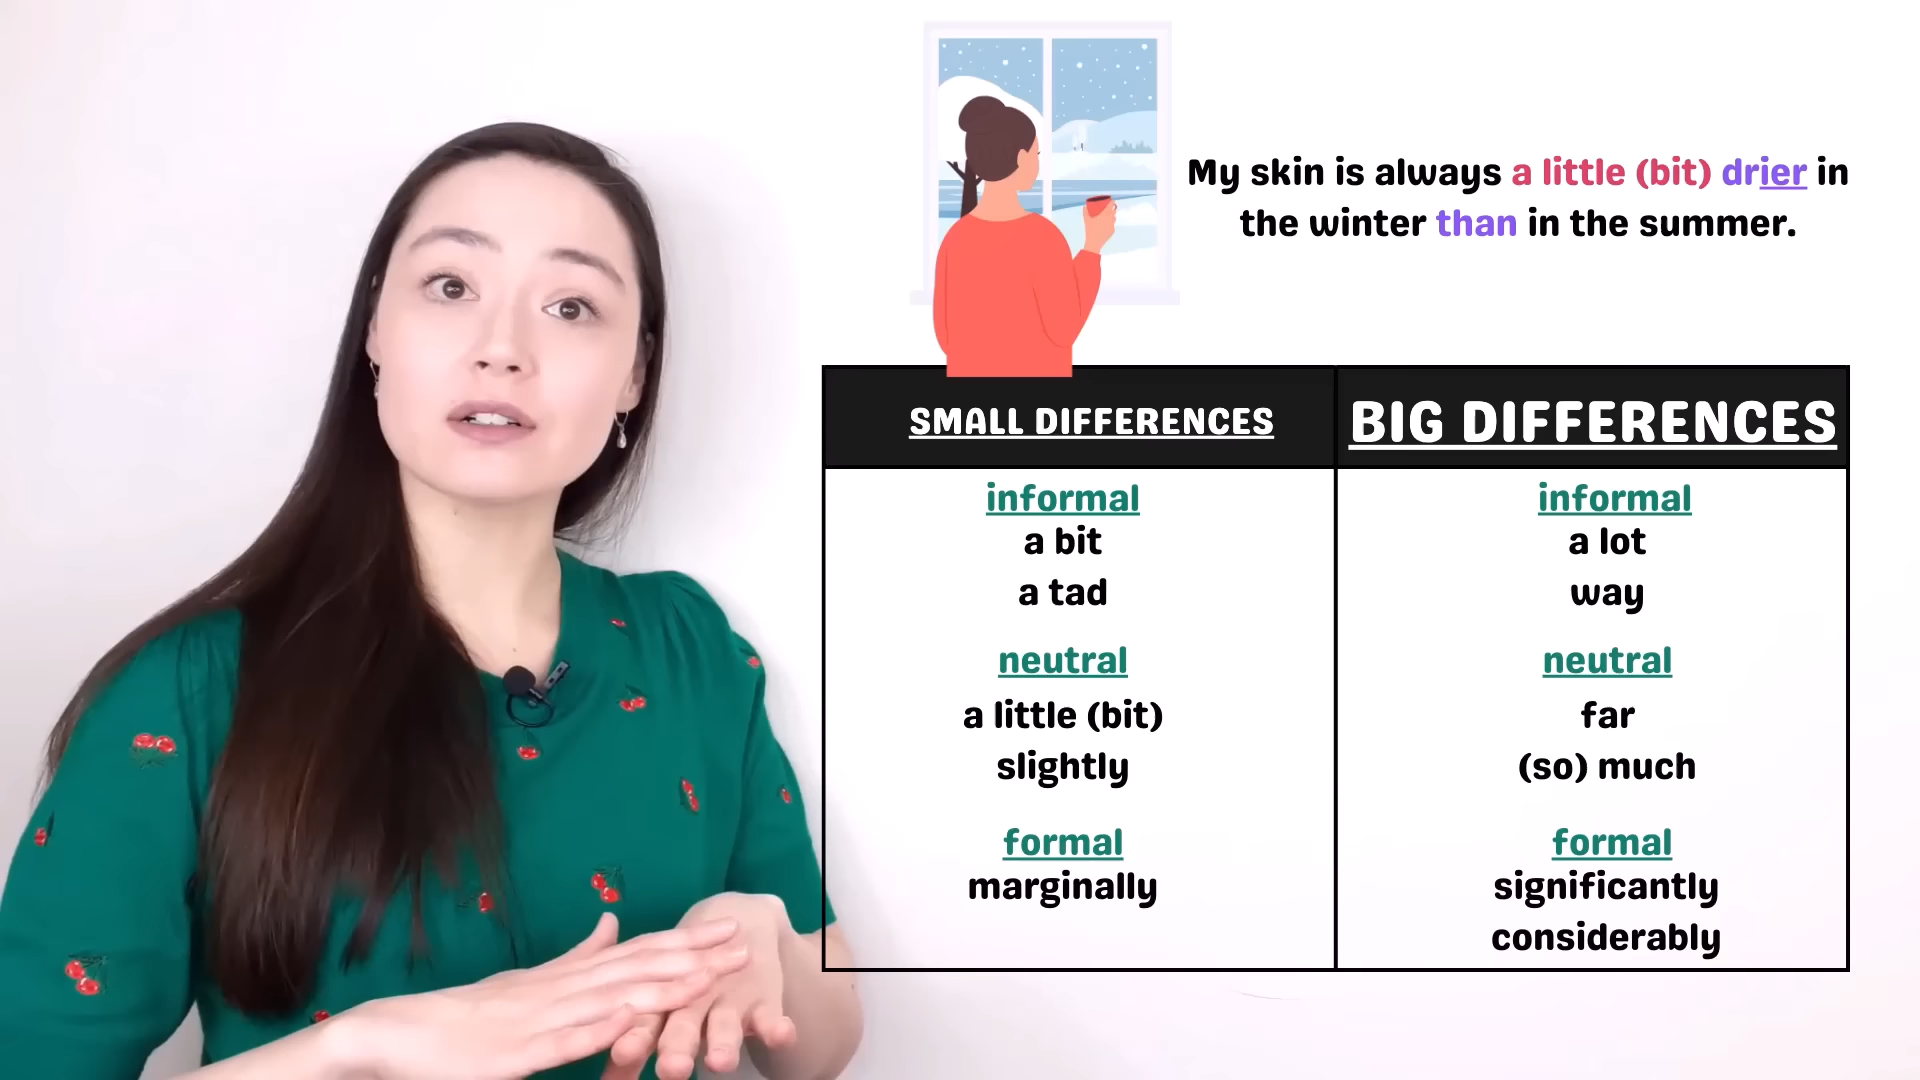 My skin is always a little (bit) drier in
the winter than in the summer.
SMALL DIFFERENCES
BIG DIFFERENCES
informal
a bit
a tad
neutral
a little (bit)
slightly
formal
marginally
informal
a lot
way
neutral
far
(so) much
formal
significantly
considerably